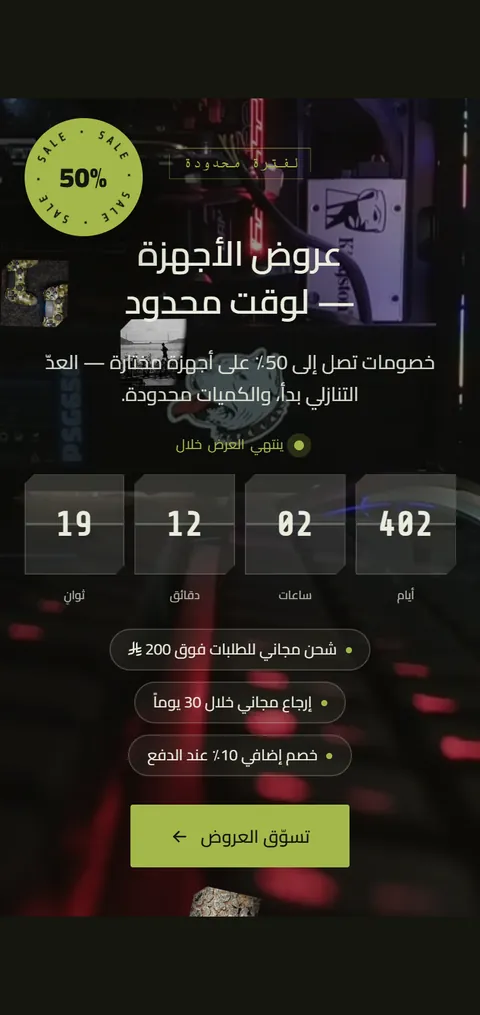 SALE · SALE · SALE · SALE ·
50%
لفترة محدودة
Kingston
عروض الأجهزة
— لوقت محدود
خصومات تصل إلى 50٪ على أجهزة مختارة — العدّ
التنازلي بدأ، والكميات محدودة.
ينتهي العرض خلال
402 02 12 19
أيام ساعات دقائق ثوانٍ
شحن مجاني للطلبات فوق 200 ⃁
إرجاع مجاني خلال 30 يوماً
خصم إضافي 10٪ عند الدفع
تسوّق العروض ←